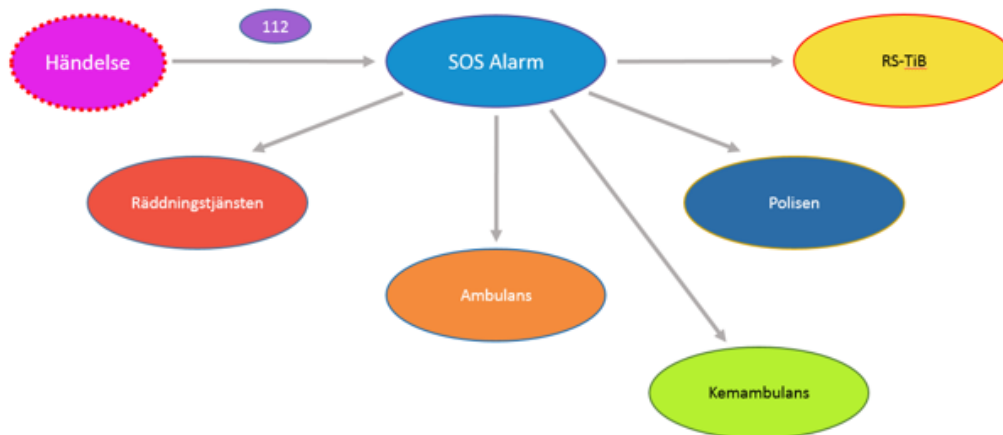 112
Händelse
SOS Alarm
RS-TiB
Räddningstjänsten
Polisen
Ambulans
Kemambulans